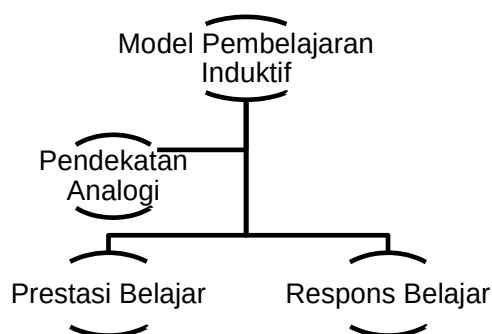 Model Pembelajaran
Induktif
Pendekatan
Analogi
Prestasi Belajar
Respons Belajar